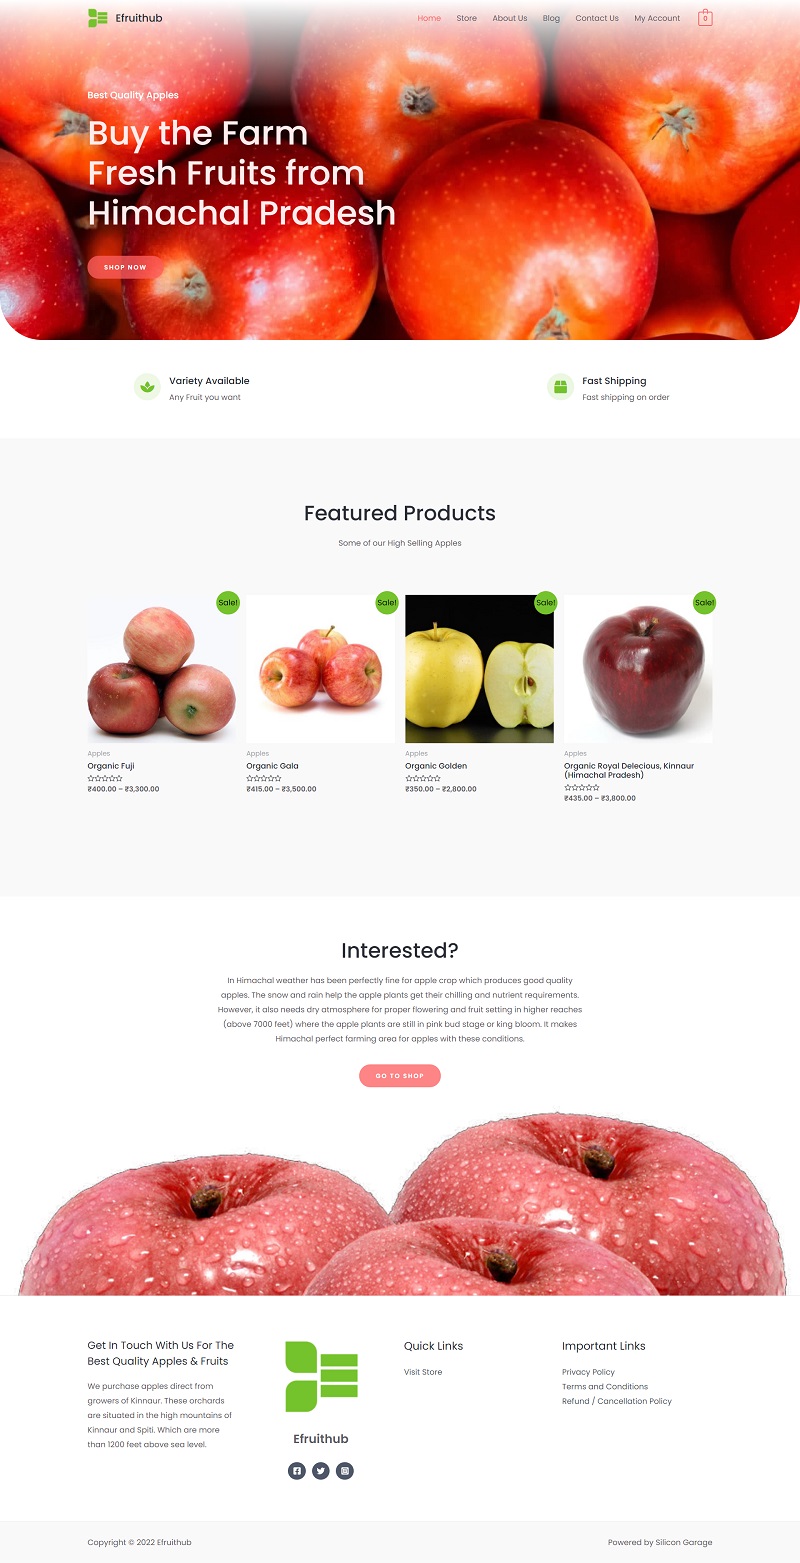 Efruithub
Home Store About Us Blog Contact Us My Account 0
Best Quality Apples
Buy the Farm
Fresh Fruits from
Himachal Pradesh
SHOP NOW
Variety Available
Any Fruit you want
Fast Shipping
Fast shipping on order
Featured Products
Some of our High Selling Apples
Sale!
Apples
Organic Fuji
₹400.00 – ₹3,300.00
Sale!
Apples
Organic Gala
₹415.00 – ₹3,500.00
Sale!
Apples
Organic Golden
₹350.00 – ₹2,800.00
Sale!
Apples
Organic Royal Delecious, Kinnaur
(Himachal Pradesh)
₹435.00 – ₹3,800.00
Interested?
In Himachal weather has been perfectly fine for apple crop which produces good quality
apples. The snow and rain help the apple plants get their chilling and nutrient requirements.
However, it also needs dry atmosphere for proper flowering and fruit setting in higher reaches
(above 7000 feet) where the apple plants are still in pink bud stage or king bloom. It makes
Himachal perfect farming area for apples with these conditions.
GO TO SHOP
Get In Touch With Us For The
Best Quality Apples & Fruits
We purchase apples direct from
growers of Kinnaur. These orchards
are situated in the high mountains of
Kinnaur and Spiti. Which are more
than 1200 feet above sea level.
Efruithub
Quick Links
Visit Store
Important Links
Privacy Policy
Terms and Conditions
Refund / Cancellation Policy
Copyright © 2022 Efruithub
Powered by Silicon Garage